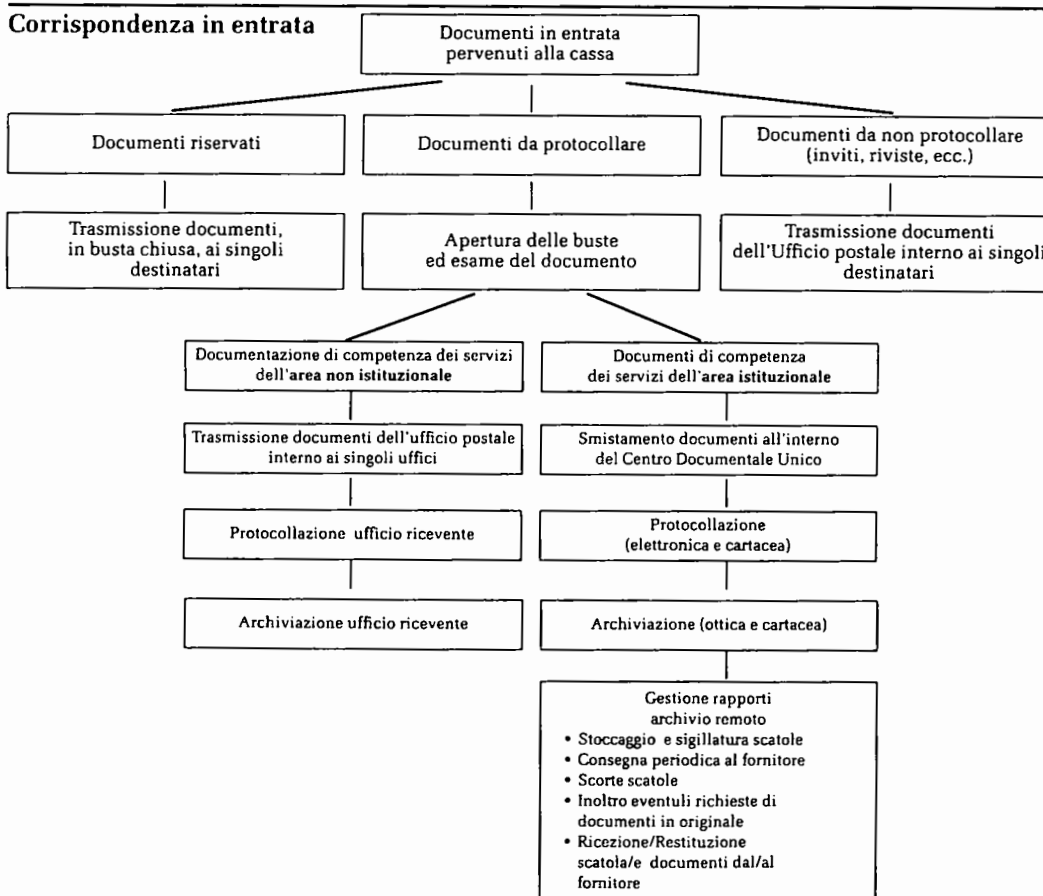 Corrispondenza in entrata
Documenti in entrata
pervenuti alla cassa
Documenti riservati
Documenti da protocollare
Documenti da non protocollare
(inviti, riviste, ecc.)
Trasmissione documenti,
in busta chiusa, ai singoli
destinatari
Apertura delle buste
ed esame del documento
Trasmissione documenti
dell'Ufficio postale interno ai singoli
destinatari
Documentazione di competenza dei servizi
dell'area non istituzionale
Documenti di competenza
dei servizi dell'area istituzionale
Trasmissione documenti dell'ufficio postale
interno ai singoli uffici
Smistamento documenti all'interno
del Centro Documentale Unico
Protocollazione ufficio ricevente
Protocollazione
(elettronica e cartacea)
Archiviazione ufficio ricevente
Archiviazione (ottica e cartacea)
Gestione rapporti
archivio remoto
• Stoccaggio e sigillatura scatole
• Consegna periodica al fornitore
• Scorte scatole
• Inoltro eventuli richieste di
documenti in originale
• Ricezione/Restituzione
scatola/e documenti dal/al
fornitore